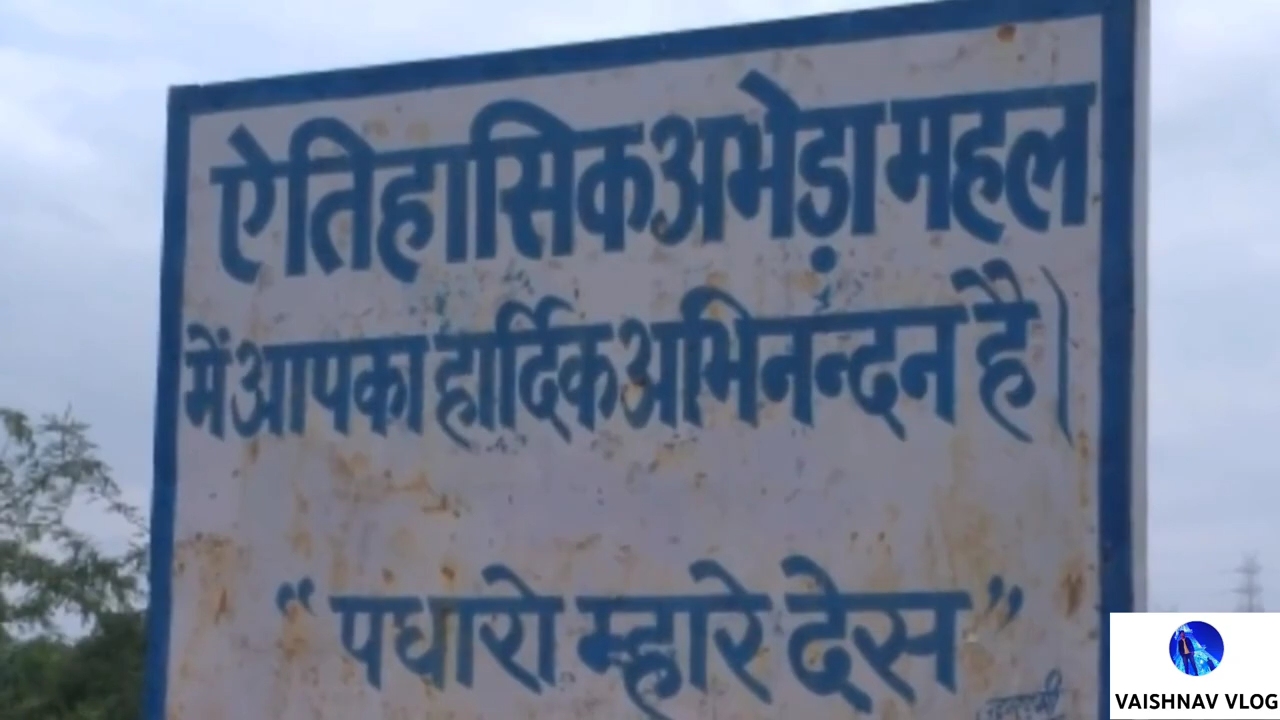 ऐतिहासिक अभेड़ा महल
में आपका हार्दिक अभिनन्दन है।
“पधारो म्हारे देस”
VAISHNAV VLOG